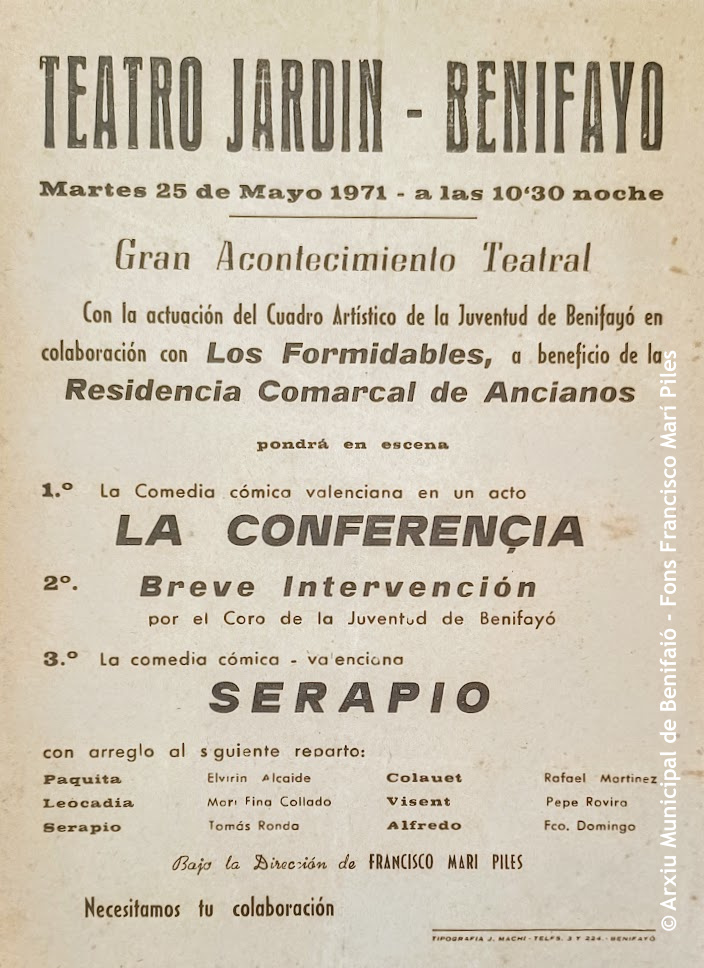 TEATRO JARDIN - BENIFAYO
Martes 25 de Mayo 1971 - a las 10'30 noche
Gran Acontecimiento Teatral
Con la actuación del Cuadro Artístico de la Juventud de Benifayó en
colaboración con Los Formidables, a beneficio de la
Residencia Comarcal de Ancianos
pondrá en escena
1.º La Comedia cómica valenciana en un acto
LA CONFERENÇIA
2º. Breve Intervención
por el Coro de la Juventud de Benifayó
3.º La comedia cómica - valenciana
SERAPIO
con arreglo al siguiente reparto:
Paquita Elvirin Alcaide Colauet Rafael Martinez
Leocadia Mari Fina Collado Visent Pepe Rovira
Serapio Tomás Ronda Alfredo Fco. Domingo
Bajo la Dirección de FRANCISCO MARI PILES
Necesitamos tu colaboración
TIPOGRAFIA J. MACHI - TELFS. 3 Y 224. - BENIFAYÓ
© Arxiu Municipal de Benifaió - Fons Francisco Marí Piles